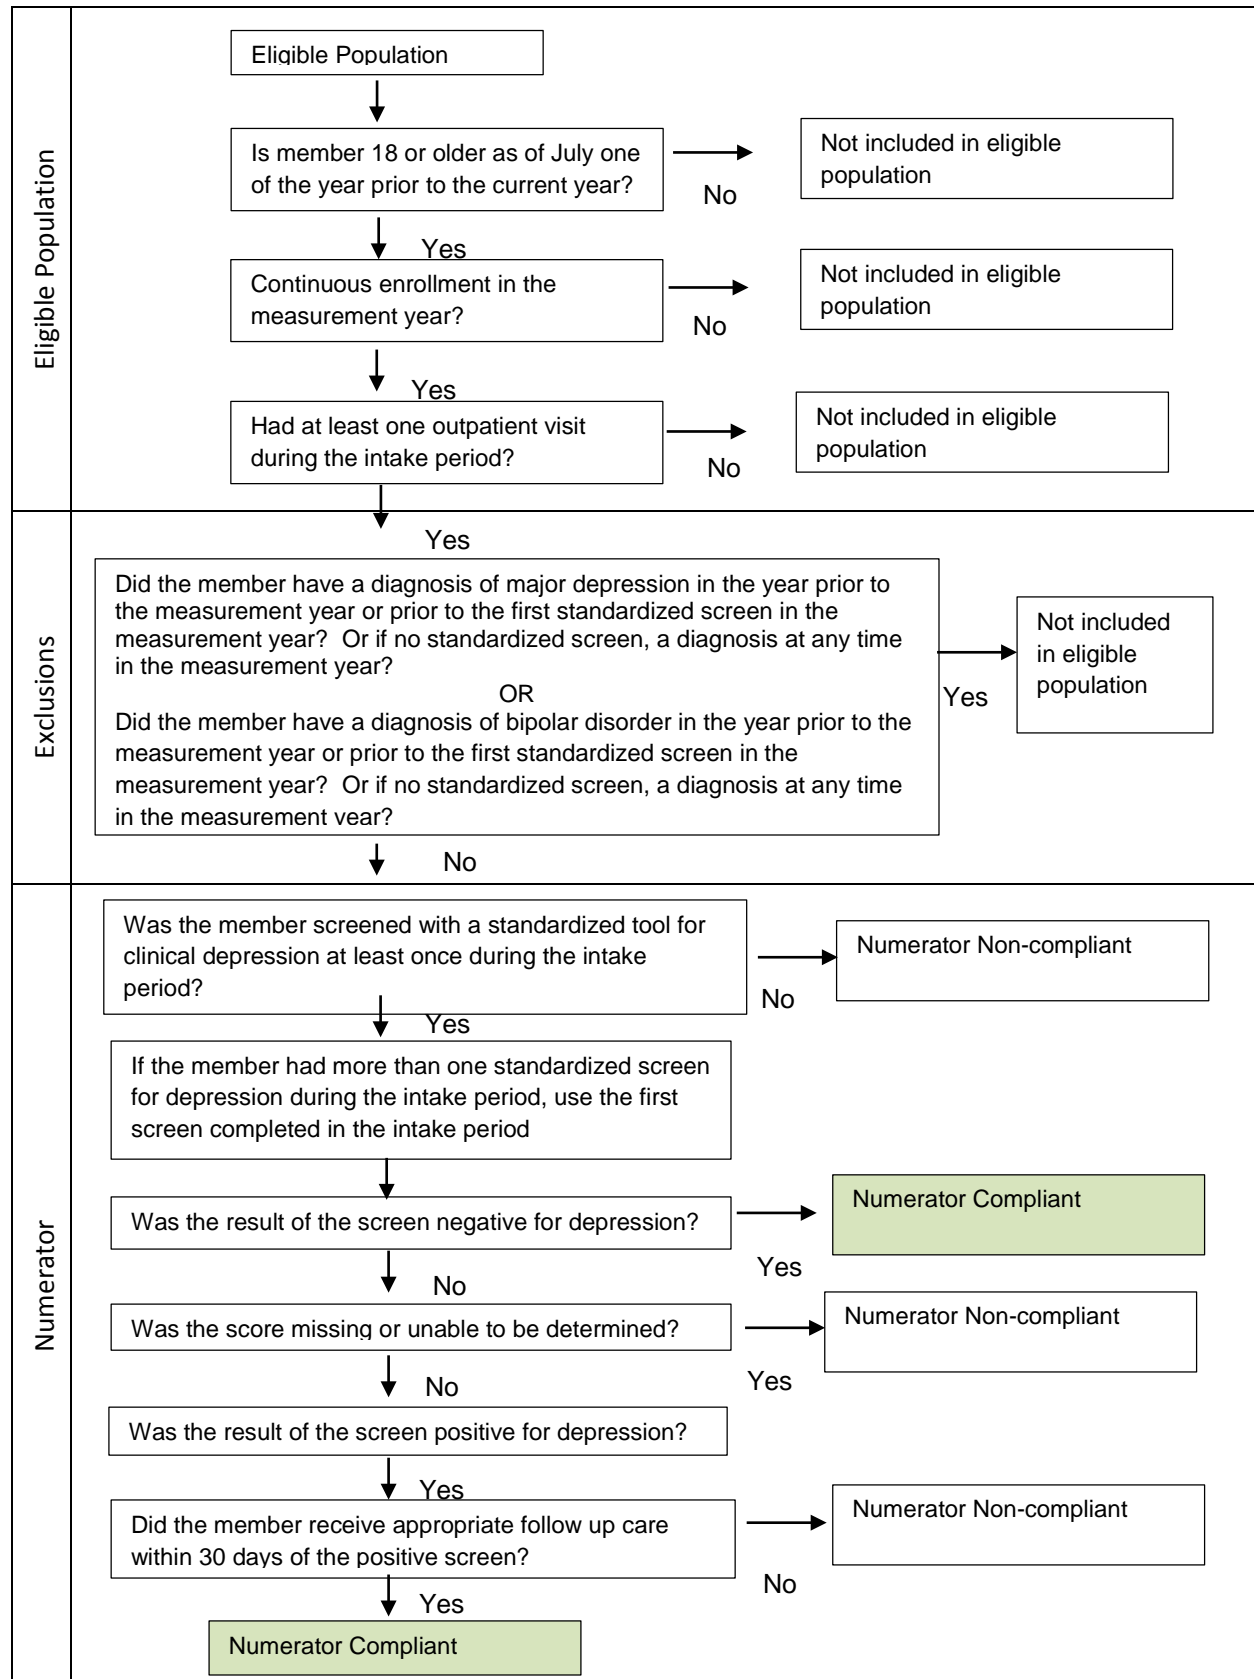 Eligible Population
Eligible Population
Is member 18 or older as of July one
of the year prior to the current year?
No
Not included in eligible
population
Yes
Continuous enrollment in the
measurement year?
No
Not included in eligible
population
Yes
Had at least one outpatient visit
during the intake period?
No
Not included in eligible
population
Yes
Exclusions
Did the member have a diagnosis of major depression in the year prior to
the measurement year or prior to the first standardized screen in the
measurement year? Or if no standardized screen, a diagnosis at any time
in the measurement year?
OR
Did the member have a diagnosis of bipolar disorder in the year prior to the
measurement year or prior to the first standardized screen in the
measurement year? Or if no standardized screen, a diagnosis at any time
in the measurement year?
Yes
Not included
in eligible
population
No
Numerator
Was the member screened with a standardized tool for
clinical depression at least once during the intake
period?
No
Numerator Non-compliant
Yes
If the member had more than one standardized screen
for depression during the intake period, use the first
screen completed in the intake period
Was the result of the screen negative for depression?
Yes
Numerator Compliant
No
Was the score missing or unable to be determined?
Yes
Numerator Non-compliant
No
Was the result of the screen positive for depression?
Yes
Did the member receive appropriate follow up care
within 30 days of the positive screen?
No
Numerator Non-compliant
Yes
Numerator Compliant